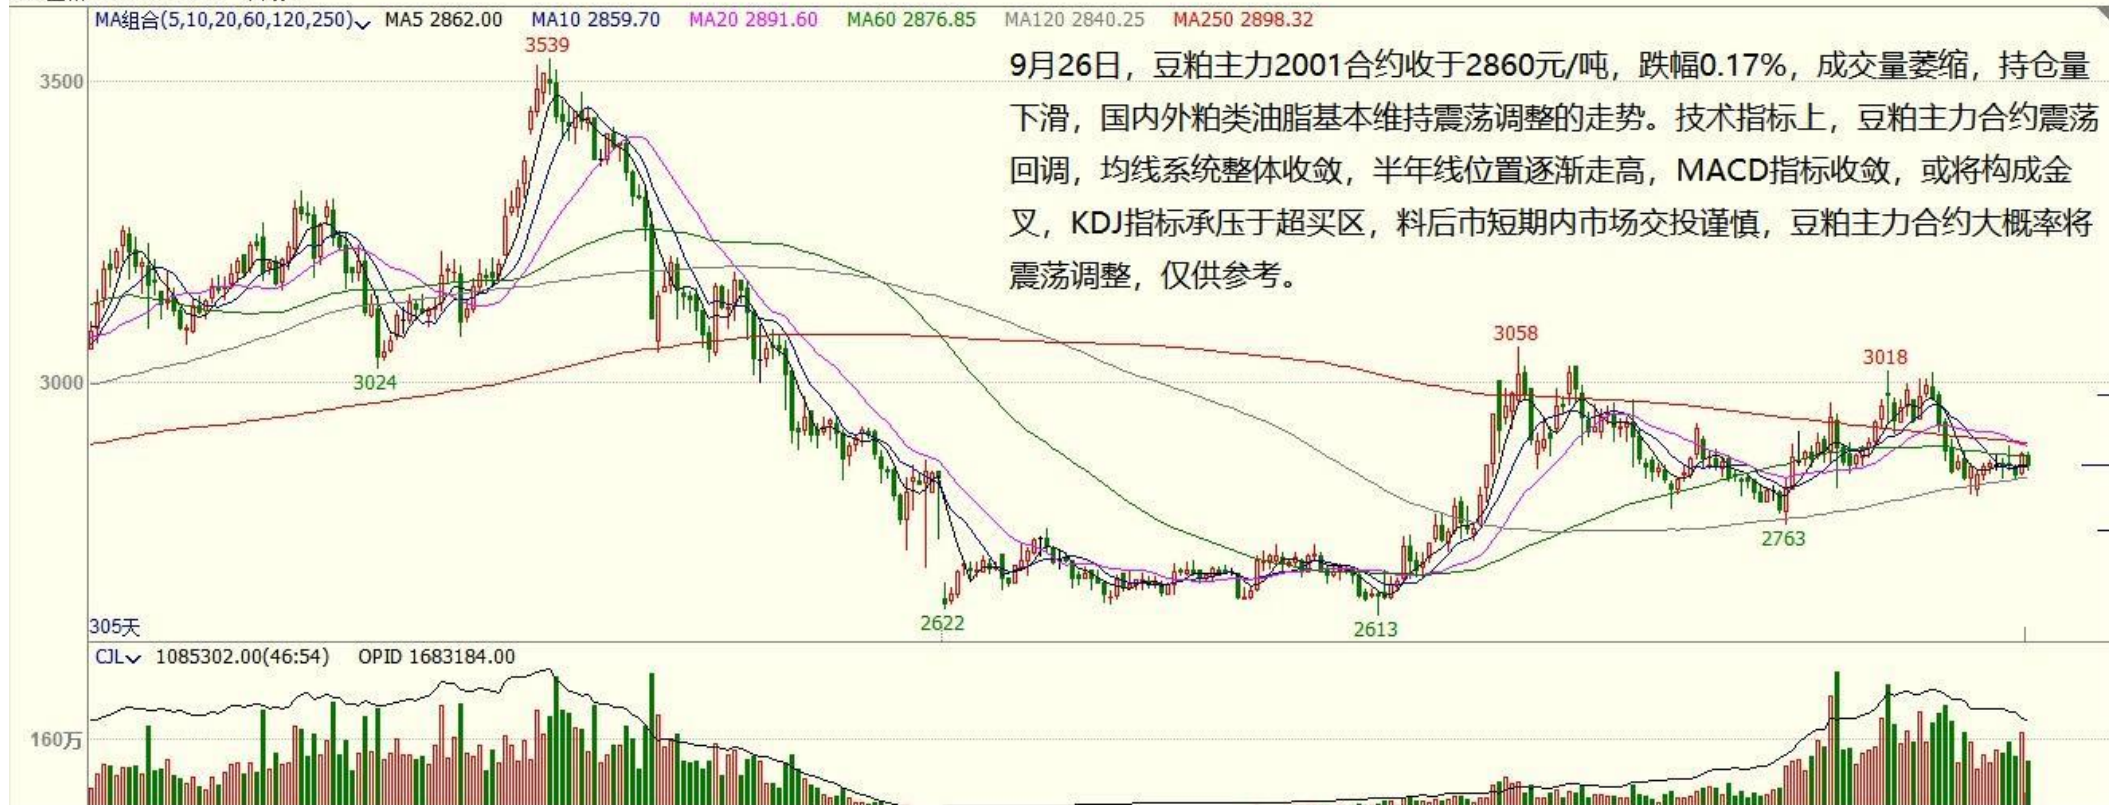 MA组合(5,10,20,60,120,250) MA5 2862.00 MA10 2859.70 MA20 2891.60 MA60 2876.85 MA120 2840.25 MA250 2898.32
3539
9月26日，豆粕主力2001合约收于2860元/吨，跌幅0.17%，成交量萎缩，持仓量
3500
下滑，国内外粕类油脂基本维持震荡调整的走势。技术指标上，豆粕主力合约震荡
回调，均线系统整体收敛，半年线位置逐渐走高，MACD指标收敛，或将构成金
叉，KDJ指标承压于超买区，料后市短期内市场交投谨慎，豆粕主力合约大概率将
震荡调整，仅供参考。
3058
3018
3000
3024
2763
2622
2613
305天
CJL 1085302.00(46:54) OPID 1683184.00
160万